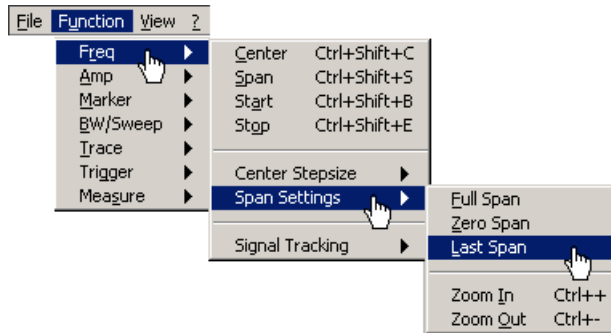 File Function View ?
Freq
Amp
Marker
BW/Sweep
Trace
Trigger
Measure
Center Ctrl+Shift+C
Span Ctrl+Shift+S
Start Ctrl+Shift+B
Stop Ctrl+Shift+E
Center Stepsize
Span Settings
Signal Tracking
Full Span
Zero Span
Last Span
Zoom In Ctrl++
Zoom Out Ctrl+-